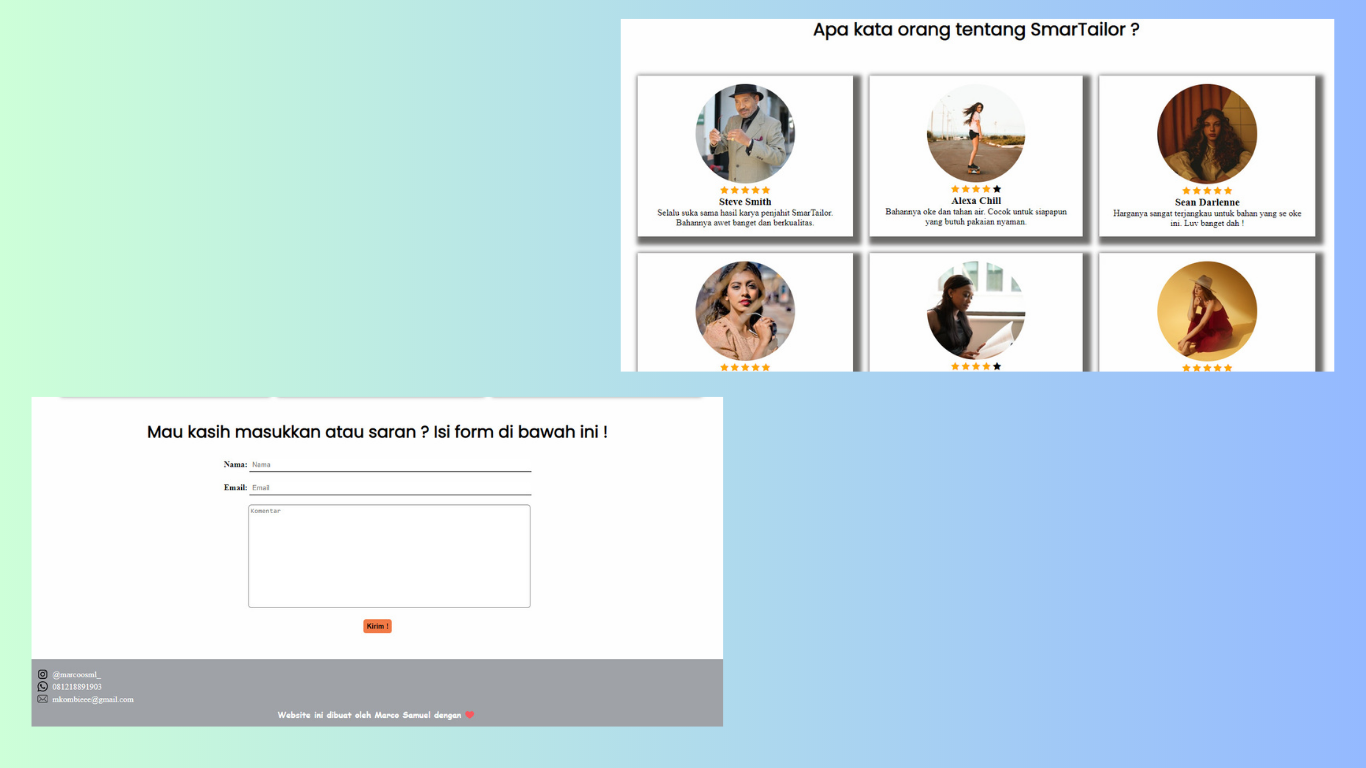 Apa kata orang tentang SmarTailor ?
Steve Smith
Selalu suka sama hasil karya penjahit SmarTailor.
Bahannya awet banget dan berkualitas.
Alexa Chill
Bahannya oke dan tahan air. Cocok untuk siapapun
yang butuh pakaian nyaman.
Sean Darlenne
Harganya sangat terjangkau untuk bahan yang se oke
ini. Luv banget dah !
Mau kasih masukkan atau saran ? Isi form di bawah ini !
Nama: Nama
Email: Email
Komentar
Kirim !
@marcoosml_
081218891903
mkombieee@gmail.com
Website ini dibuat oleh Marco Samuel dengan